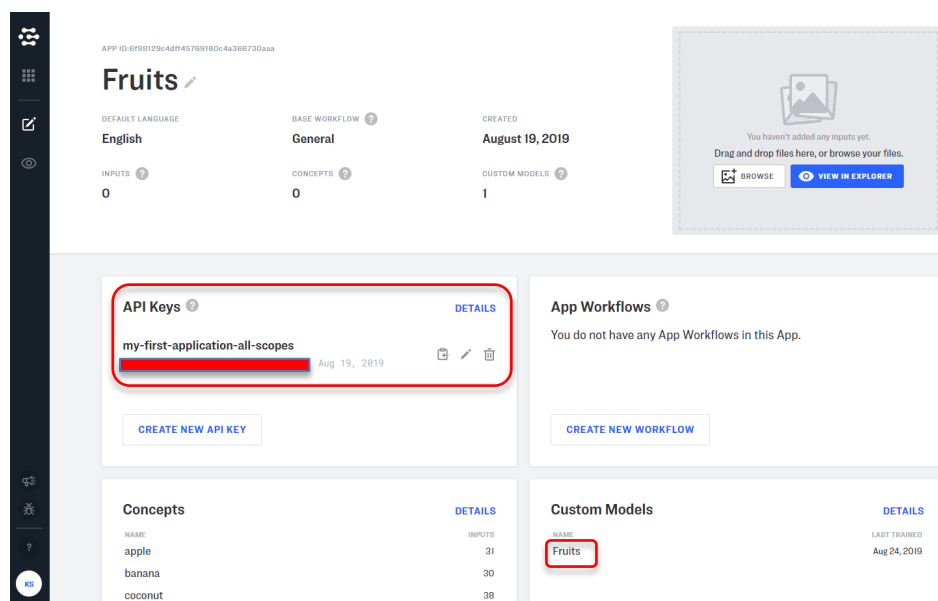 APP ID:6f98129c4dff45769180c4a366730aaa
Fruits
DEFAULT LANGUAGE
English
BASE WORKFLOW ?
General
CREATED
August 19, 2019
INPUTS ?
0
CONCEPTS ?
0
CUSTOM MODELS ?
1
You haven't added any inputs yet.
Drag and drop files here, or browse your files.
BROWSE
VIEW IN EXPLORER
API Keys ?
DETAILS
my-first-application-all-scopes
Aug 19, 2019
CREATE NEW API KEY
App Workflows ?
You do not have any App Workflows in this App.
CREATE NEW WORKFLOW
Concepts
DETAILS
NAME INPUTS
apple 31
banana 30
coconut 38
Custom Models
DETAILS
NAME LAST TRAINED
Fruits Aug 24, 2019
?
KS